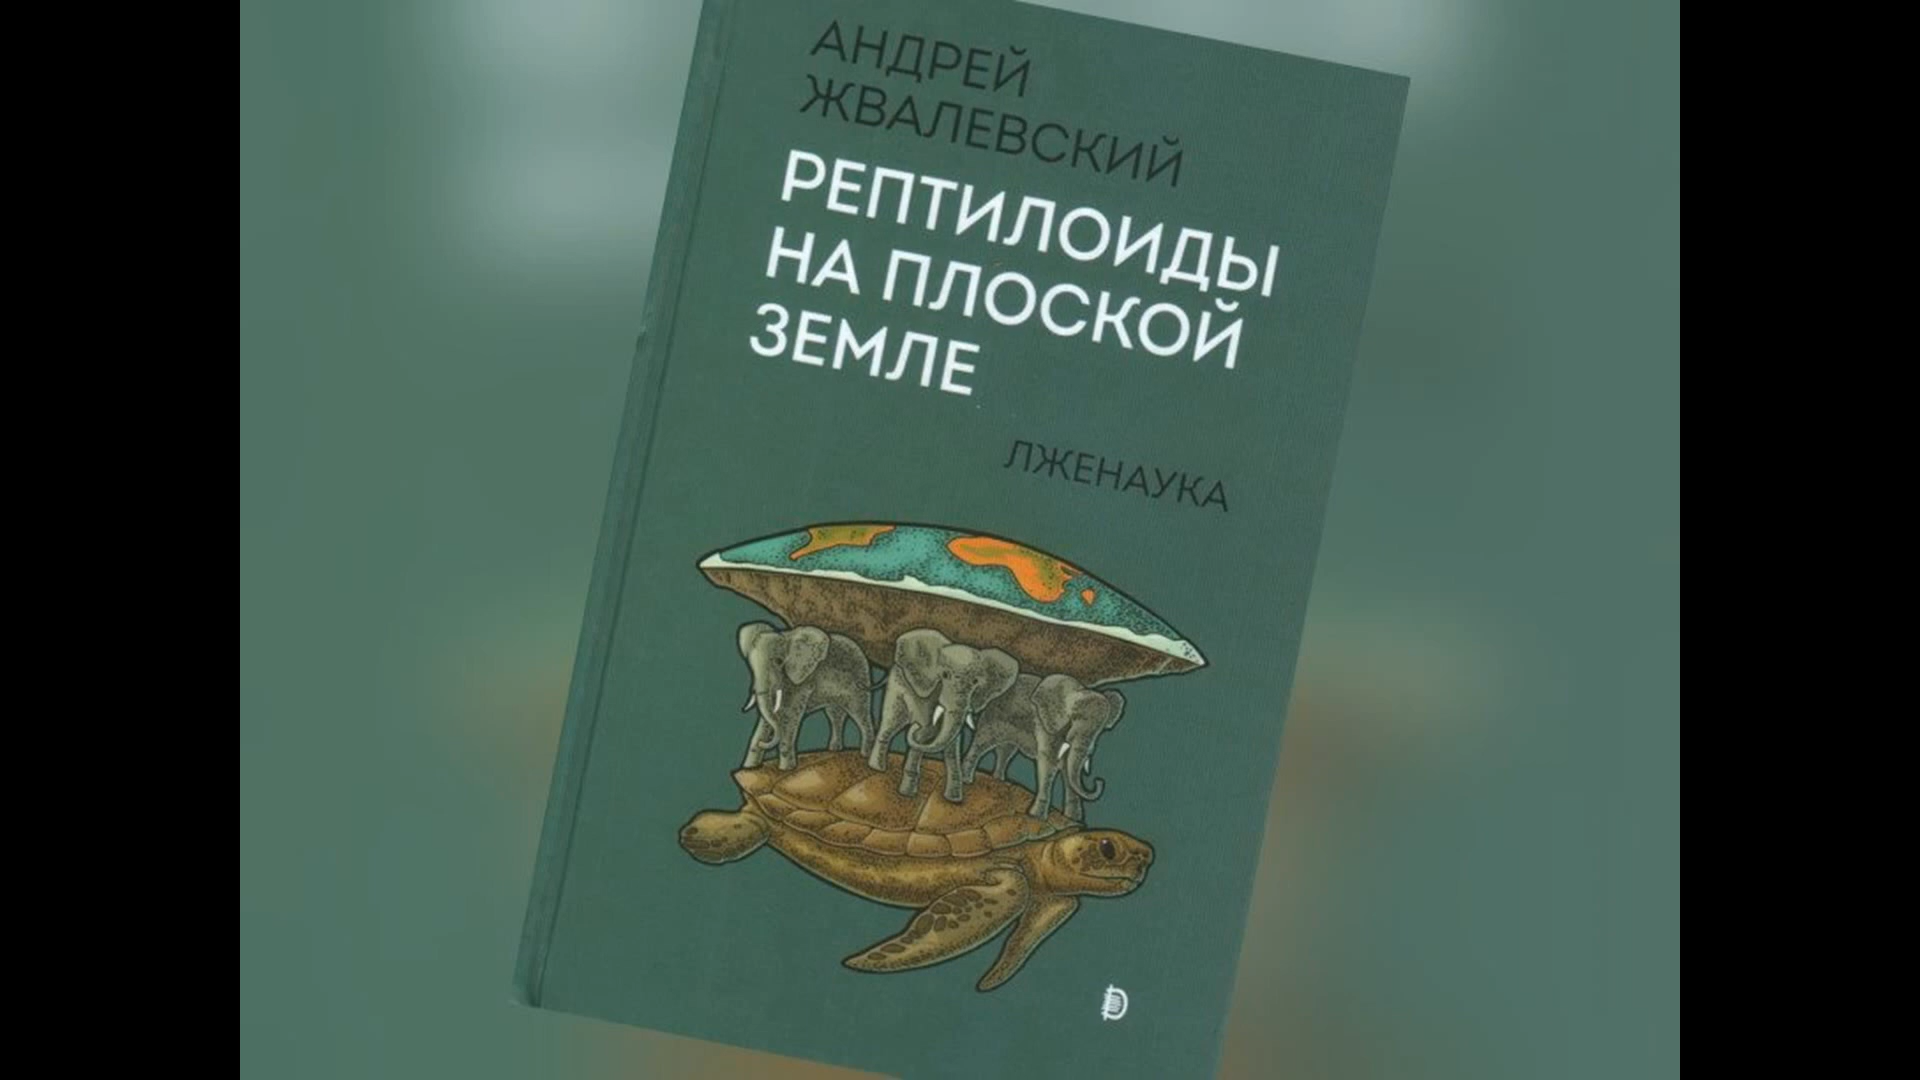 АНДРЕЙ
ЖВАЛЕВСКИЙ
РЕПТИЛОИДЫ
НА ПЛОСКОЙ
ЗЕМЛЕ
ЛЖЕНАУКА